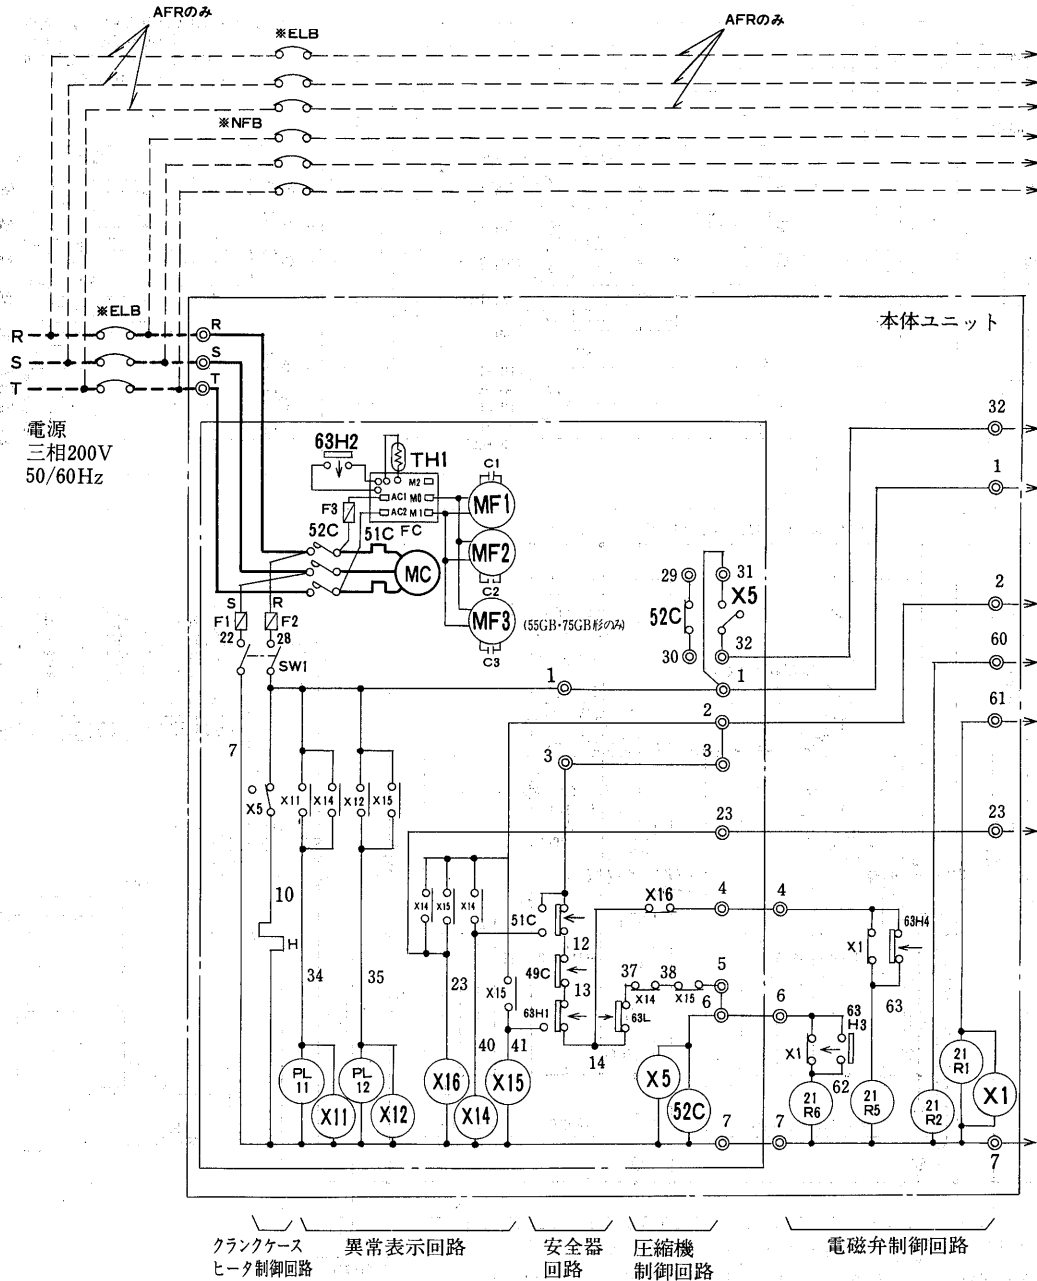 AFRのみ
AFRのみ
※ELB
※NFB
※ELB
R
S
T
R
S
T
本体ユニット
電源
三相200V
50/60Hz
32
1
2
60
61
23
63H2
TH1
M2
AC1 M0
AC2 M1
FC
F3
52C
51C
C1
MF1
MF2
C2
MF3
C3
(55GB・75GB形のみ)
MC
S
R
F1
F2
22
28
SW1
29
31
52C
X5
30
32
1
1
2
3
3
7
X5
X11
X14
X12
X15
23
10
H
34
35
X14
X15
X14
23
40
41
X15
51C
12
49C
13
63H1
14
X16
4
4
37
38
5
X14
X15
63L
6
6
X1
63H4
63
63
H3
X1
62
PL
11
X11
PL
12
X12
X16
X14
X15
X5
52C
7
7
21
R6
21
R5
21
R2
21
R1
X1
7
クランクケース
ヒータ制御回路
異常表示回路
安全器
回路
圧縮機
制御回路
電磁弁制御回路